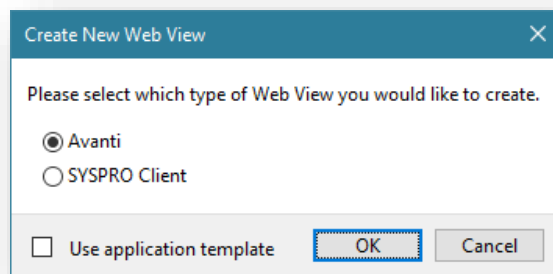 Create New Web View
Please select which type of Web View you would like to create.
Avanti
SYSPRO Client
Use application template OK Cancel